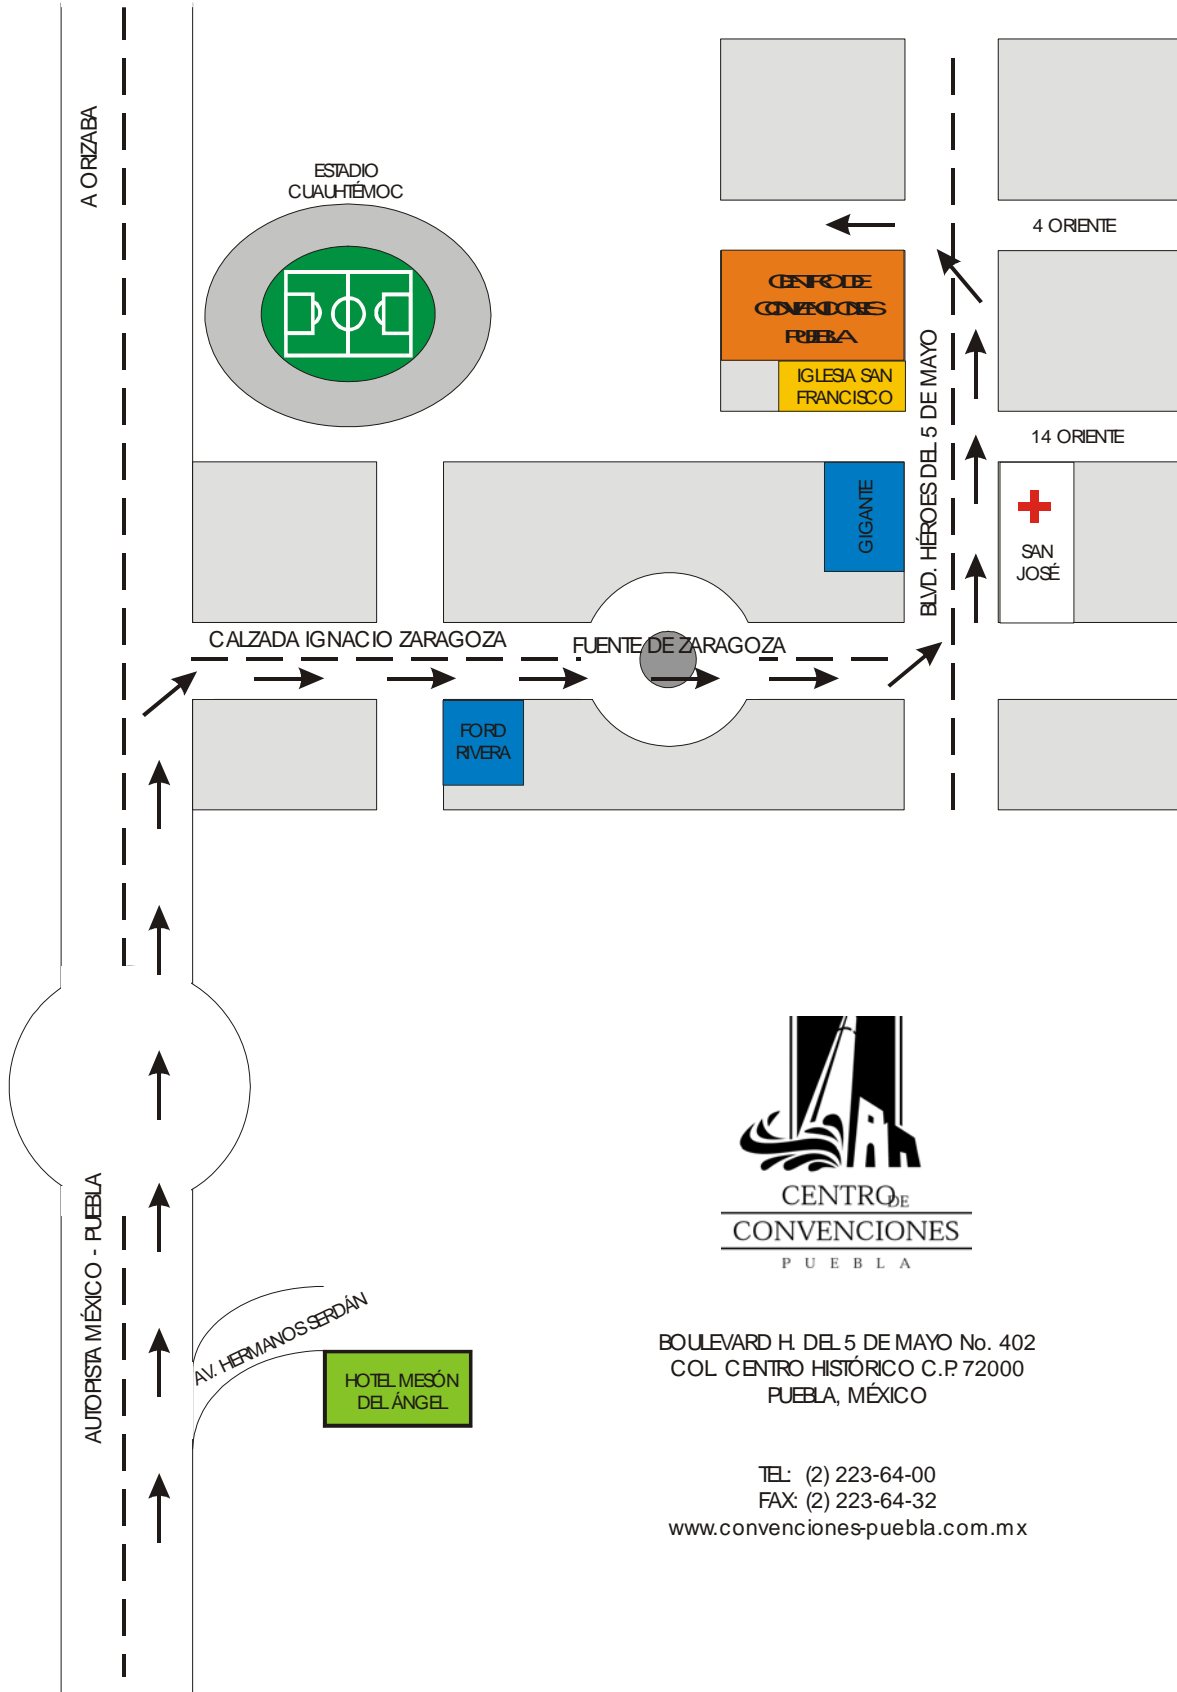 A ORIZABA
ESTADIO
CUAUHTÉMOC
4 ORIENTE
CENTRO DE
CONVENCIONES
PUEBLA
IGLESIA SAN
FRANCISCO
BLVD. HÉROES DEL 5 DE MAYO
14 ORIENTE
GIGANTE
SAN
JOSÉ
CALZADA IGNACIO ZARAGOZA
FUENTE DE ZARAGOZA
FORD
RIVERA
CENTRO DE
CONVENCIONES
PUEBLA
AUTOPISTA MÉXICO - PUEBLA
AV. HERMANOS SERDÁN
HOTEL MESÓN
DEL ÁNGEL
BOULEVARD H. DEL 5 DE MAYO No. 402
COL. CENTRO HISTÓRICO C.P. 72000
PUEBLA, MÉXICO
TEL: (2) 223-64-00
FAX: (2) 223-64-32
www.convenciones-puebla.com.mx